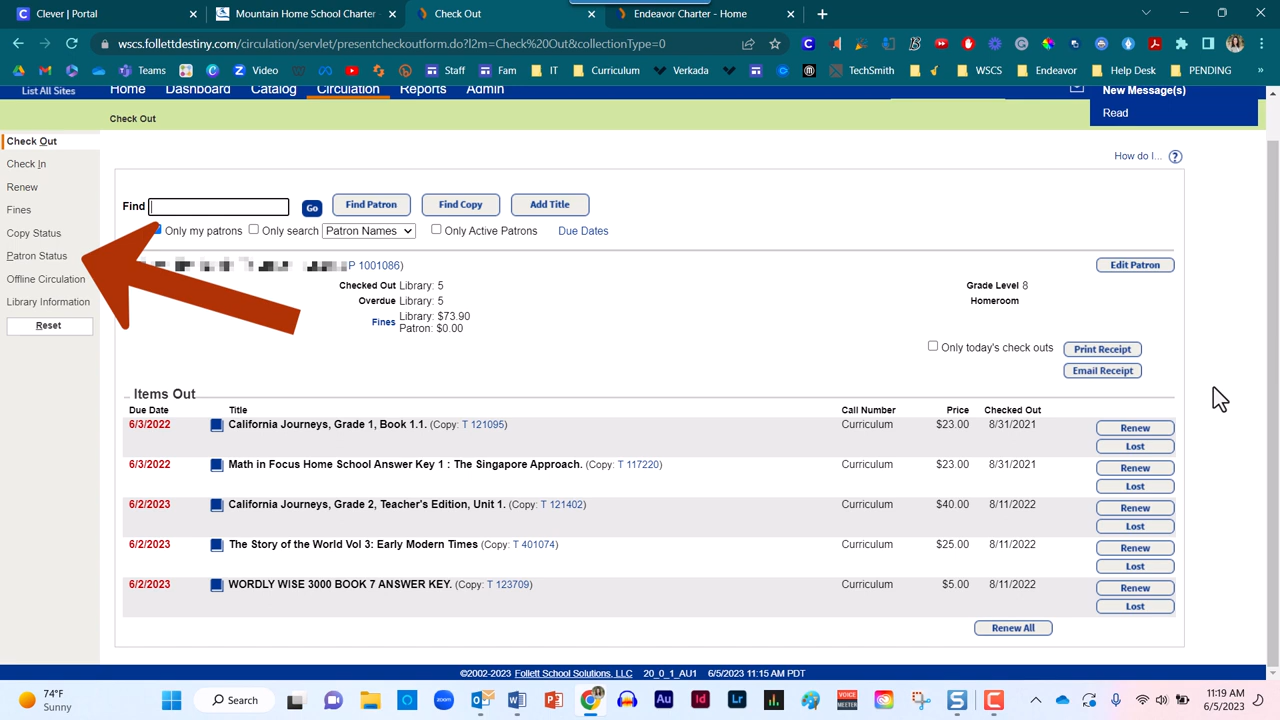 Clever | Portal
Mountain Home School Charter
Check Out
Endeavor Charter - Home
wscs.follettdestiny.com/circulation/servlet/presentcheckoutform.do?l2m=Check%20Out&collectionType=0
Teams Video Staff Fam IT Curriculum Verkada TechSmith WSCS Endeavor Help Desk PENDING »
List All Sites Home Dashboard Catalog Circulation Reports Admin New Message(s)
Read
Check Out
Check Out
Check In
Renew
Fines
Copy Status
Patron Status
Offline Circulation
Library Information
Reset
How do I... ?
Find Go Find Patron Find Copy Add Title
Only my patrons Only search Patron Names Only Active Patrons Due Dates
P 1001086) Edit Patron
Checked Out Library: 5 Grade Level 8
Overdue Library: 5 Homeroom
Fines Library: $73.90
Patron: $0.00
Only today's check outs Print Receipt
Email Receipt
Items Out
Due Date Title Call Number Price Checked Out
6/3/2022 California Journeys, Grade 1, Book 1.1. (Copy: T 121095) Curriculum $23.00 8/31/2021 Renew
Lost
6/3/2022 Math in Focus Home School Answer Key 1 : The Singapore Approach. (Copy: T 117220) Curriculum $23.00 8/31/2021 Renew
Lost
6/2/2023 California Journeys, Grade 2, Teacher's Edition, Unit 1. (Copy: T 121402) Curriculum $40.00 8/11/2022 Renew
Lost
6/2/2023 The Story of the World Vol 3: Early Modern Times (Copy: T 401074) Curriculum $25.00 8/11/2022 Renew
Lost
6/2/2023 WORDLY WISE 3000 BOOK 7 ANSWER KEY. (Copy: T 123709) Curriculum $5.00 8/11/2022 Renew
Lost
Renew All
©2002-2023 Follett School Solutions, LLC 20_0_1_AU1 6/5/2023 11:15 AM PDT
74°F
Sunny
Search
zoom
Au
Id
Lr
VOICE
MEETER
11:19 AM
6/5/2023